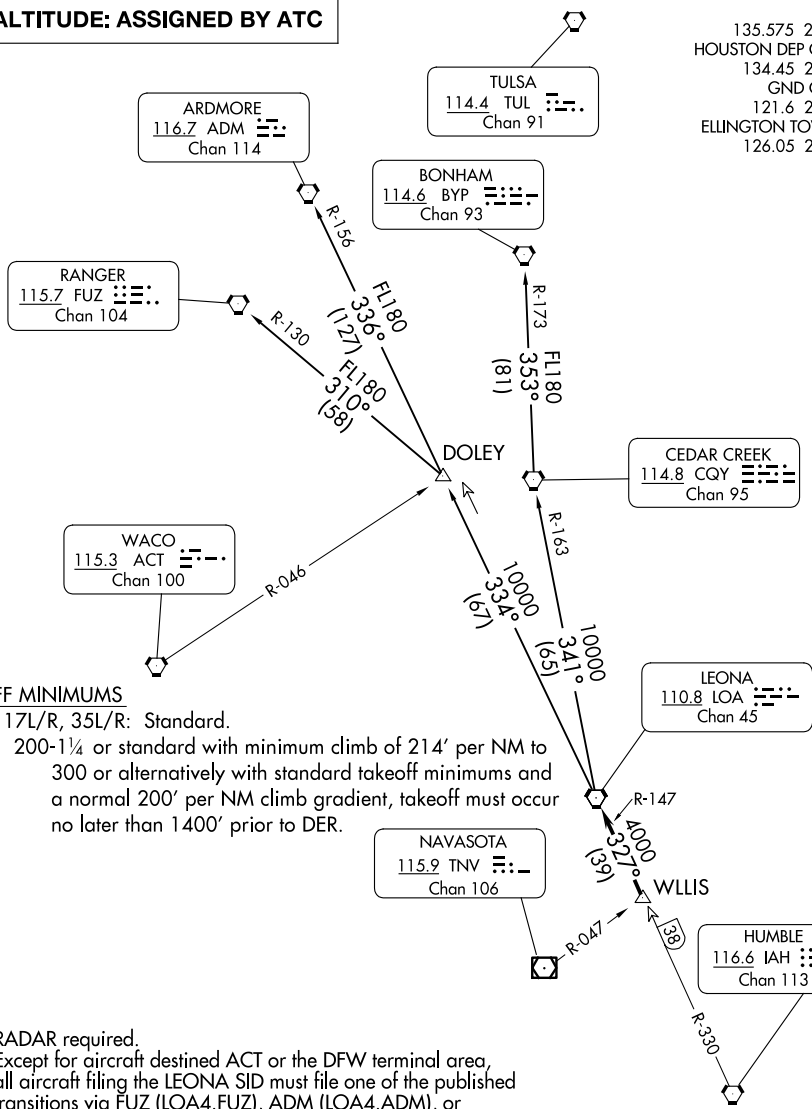 ALTITUDE: ASSIGNED BY ATC
135.575 2
HOUSTON DEP
134.45 2
GND
121.6 2
ELLINGTON
126.05 2
TULSA
114.4 TUL
Chan 91
ARDMORE
116.7 ADM
Chan 114
BONHAM
114.6 BYP
Chan 93
RANGER
115.7 FUZ
Chan 104
R-156
FL180
336°
(127)
R-130
FL180
310°
(58)
R-173
FL180
353°
(81)
DOLEY
CEDAR CREEK
114.8 CQY
Chan 95
WACO
115.3 ACT
Chan 100
R-046
R-163
10000
334°
(67)
10000
341°
(65)
LEONA
110.8 LOA
Chan 45
FF MINIMUMS
17L/R, 35L/R: Standard.
200-1¼ or standard with minimum climb of 214' per NM to
300 or alternatively with standard takeoff minimums and
a normal 200' per NM climb gradient, takeoff must occur
no later than 1400' prior to DER.
R-147
4000
327°
(39)
WLLIS
NAVASOTA
115.9 TNV
Chan 106
R-047
38
HUMBLE
116.6 IAH
Chan 113
R-330
RADAR required.
Except for aircraft destined ACT or the DFW terminal area,
all aircraft filing the LEONA SID must file one of the published
transitions via FUZ (LOA4.FUZ), ADM (LOA4.ADM), or